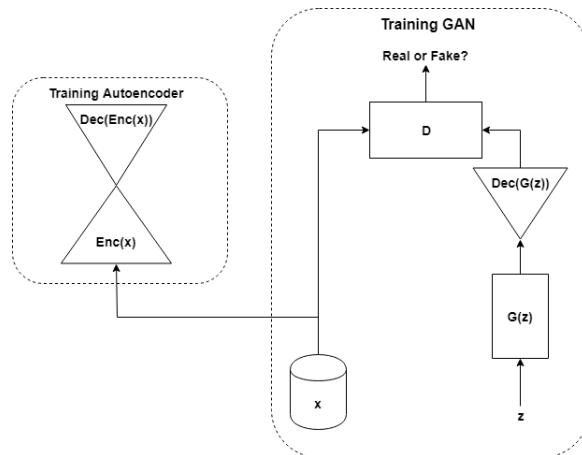 Training GAN
Real or Fake?
Training Autoencoder
Dec(Enc(x))
D
Dec(G(z))
Enc(x)
G(z)
x
z